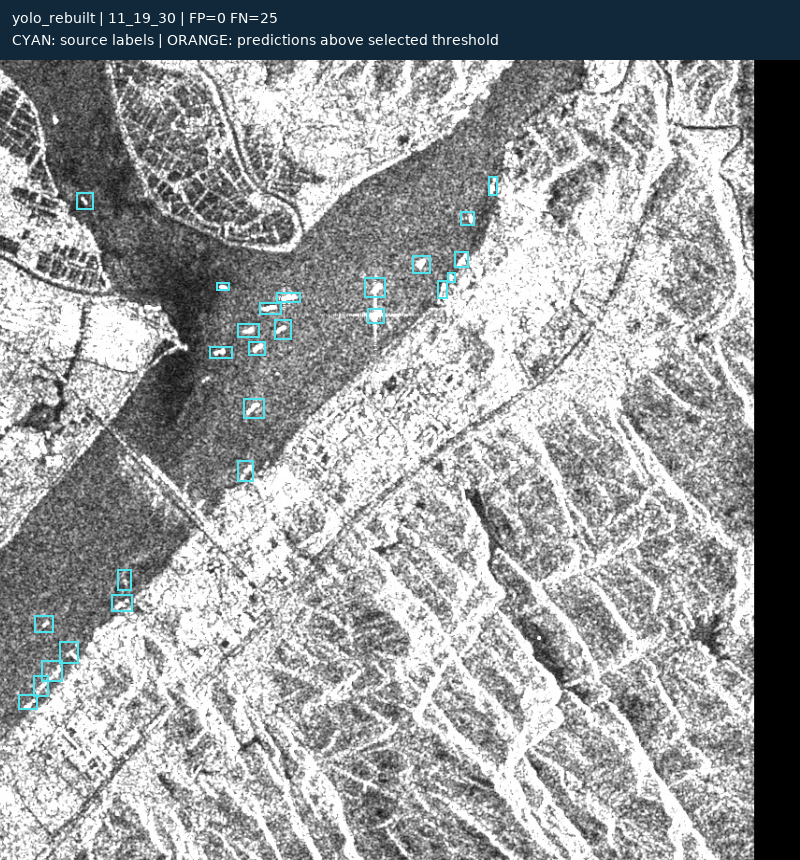 yolo_rebuilt | 11_19_30 | FP=0 FN=25
CYAN: source labels | ORANGE: predictions above selected threshold